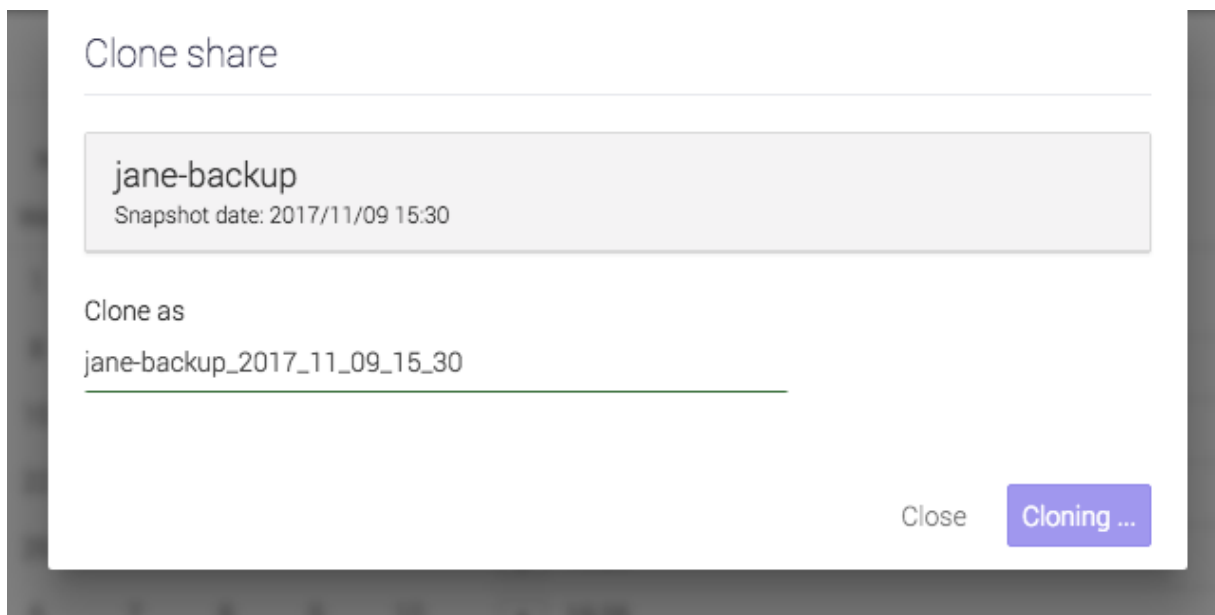 Clone share
jane-backup
Snapshot date: 2017/11/09 15:30
Clone as
jane-backup_2017_11_09_15_30
Close
Cloning ...